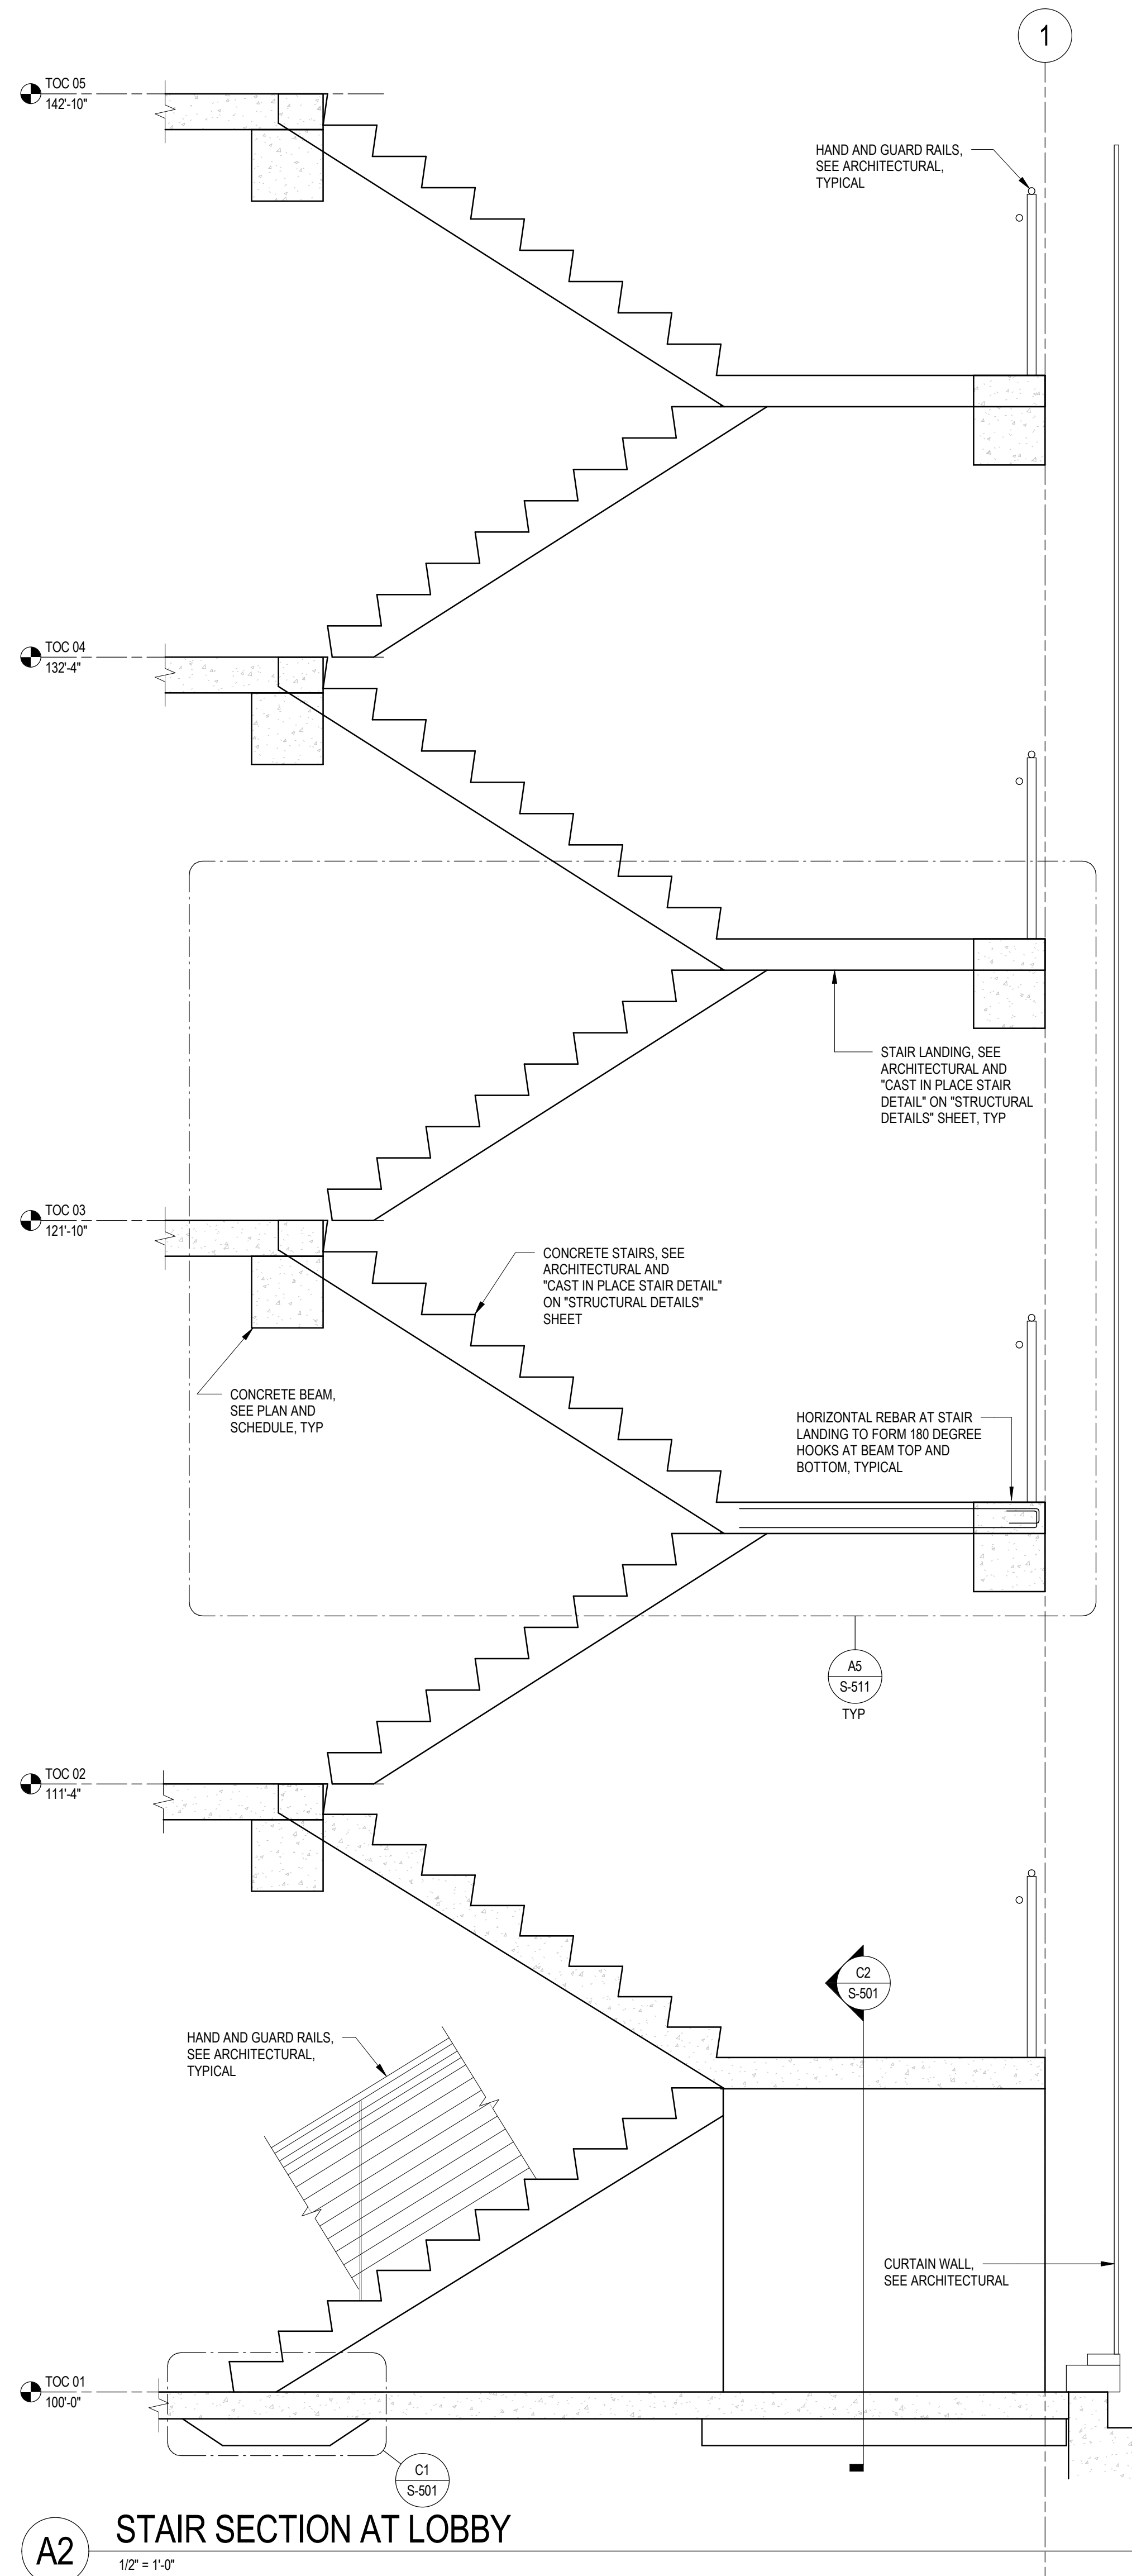 1
TOC 05
142'-10"
HAND AND GUARD RAILS,
SEE ARCHITECTURAL,
TYPICAL
TOC 04
132'-4"
STAIR LANDING, SEE
ARCHITECTURAL AND
"CAST IN PLACE STAIR
DETAIL" ON "STRUCTURAL
DETAILS" SHEET, TYP
TOC 03
121'-10"
CONCRETE STAIRS, SEE
ARCHITECTURAL AND
"CAST IN PLACE STAIR DETAIL"
ON "STRUCTURAL DETAILS"
SHEET
CONCRETE BEAM,
SEE PLAN AND
SCHEDULE, TYP
HORIZONTAL REBAR AT STAIR
LANDING TO FORM 180 DEGREE
HOOKS AT BEAM TOP AND
BOTTOM, TYPICAL
A5
S-511
TYP
TOC 02
111'-4"
C2
S-501
HAND AND GUARD RAILS,
SEE ARCHITECTURAL,
TYPICAL
CURTAIN WALL,
SEE ARCHITECTURAL
TOC 01
100'-0"
C1
S-501
A2
STAIR SECTION AT LOBBY
1/2" = 1'-0"